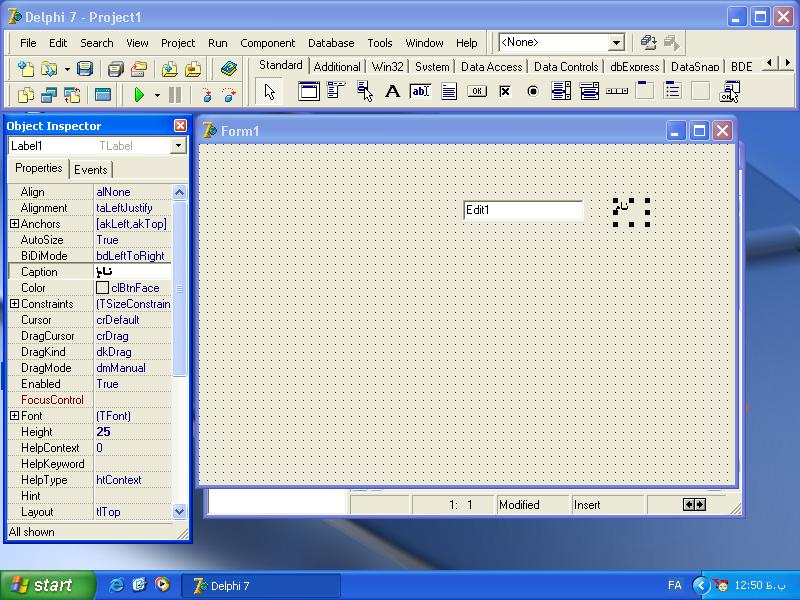 Delphi 7 - Project1
File Edit Search View Project Run Component Database Tools Window Help <None>
Standard Additional Win32 System Data Access Data Controls dbExpress DataSnap BDE
Object Inspector
Label1 TLabel
Properties Events
Align alNone
Alignment taLeftJustify
Anchors [akLeft,akTop]
AutoSize True
BiDiMode bdLeftToRight
Caption نام
Color clBtnFace
Constraints (TSizeConstrain
Cursor crDefault
DragCursor crDrag
DragKind dkDrag
DragMode dmManual
Enabled True
FocusControl
Font (TFont)
Height 25
HelpContext 0
HelpKeyword
HelpType htContext
Hint
Layout tlTop
All shown
Form1
Edit1 نام
1: 1 Modified Insert
start Delphi 7 FA 12:50 ب.ظ